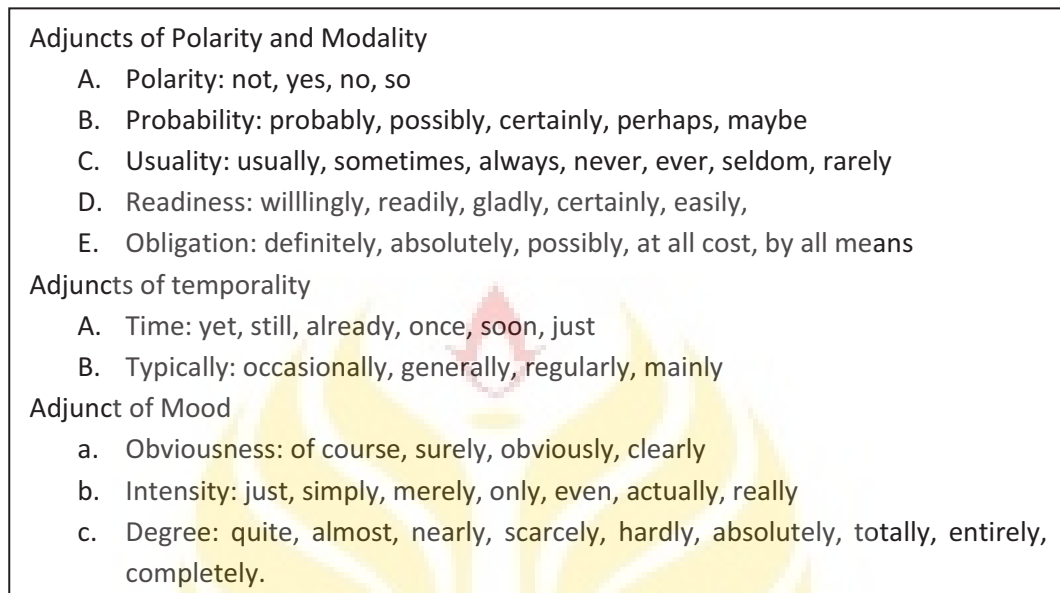 Adjuncts of Polarity and Modality
A. Polarity: not, yes, no, so
B. Probability: probably, possibly, certainly, perhaps, maybe
C. Usuality: usually, sometimes, always, never, ever, seldom, rarely
D. Readiness: willlingly, readily, gladly, certainly, easily,
E. Obligation: definitely, absolutely, possibly, at all cost, by all means
Adjuncts of temporality
A. Time: yet, still, already, once, soon, just
B. Typically: occasionally, generally, regularly, mainly
Adjunct of Mood
a. Obviousness: of course, surely, obviously, clearly
b. Intensity: just, simply, merely, only, even, actually, really
c. Degree: quite, almost, nearly, scarcely, hardly, absolutely, totally, entirely,
completely.